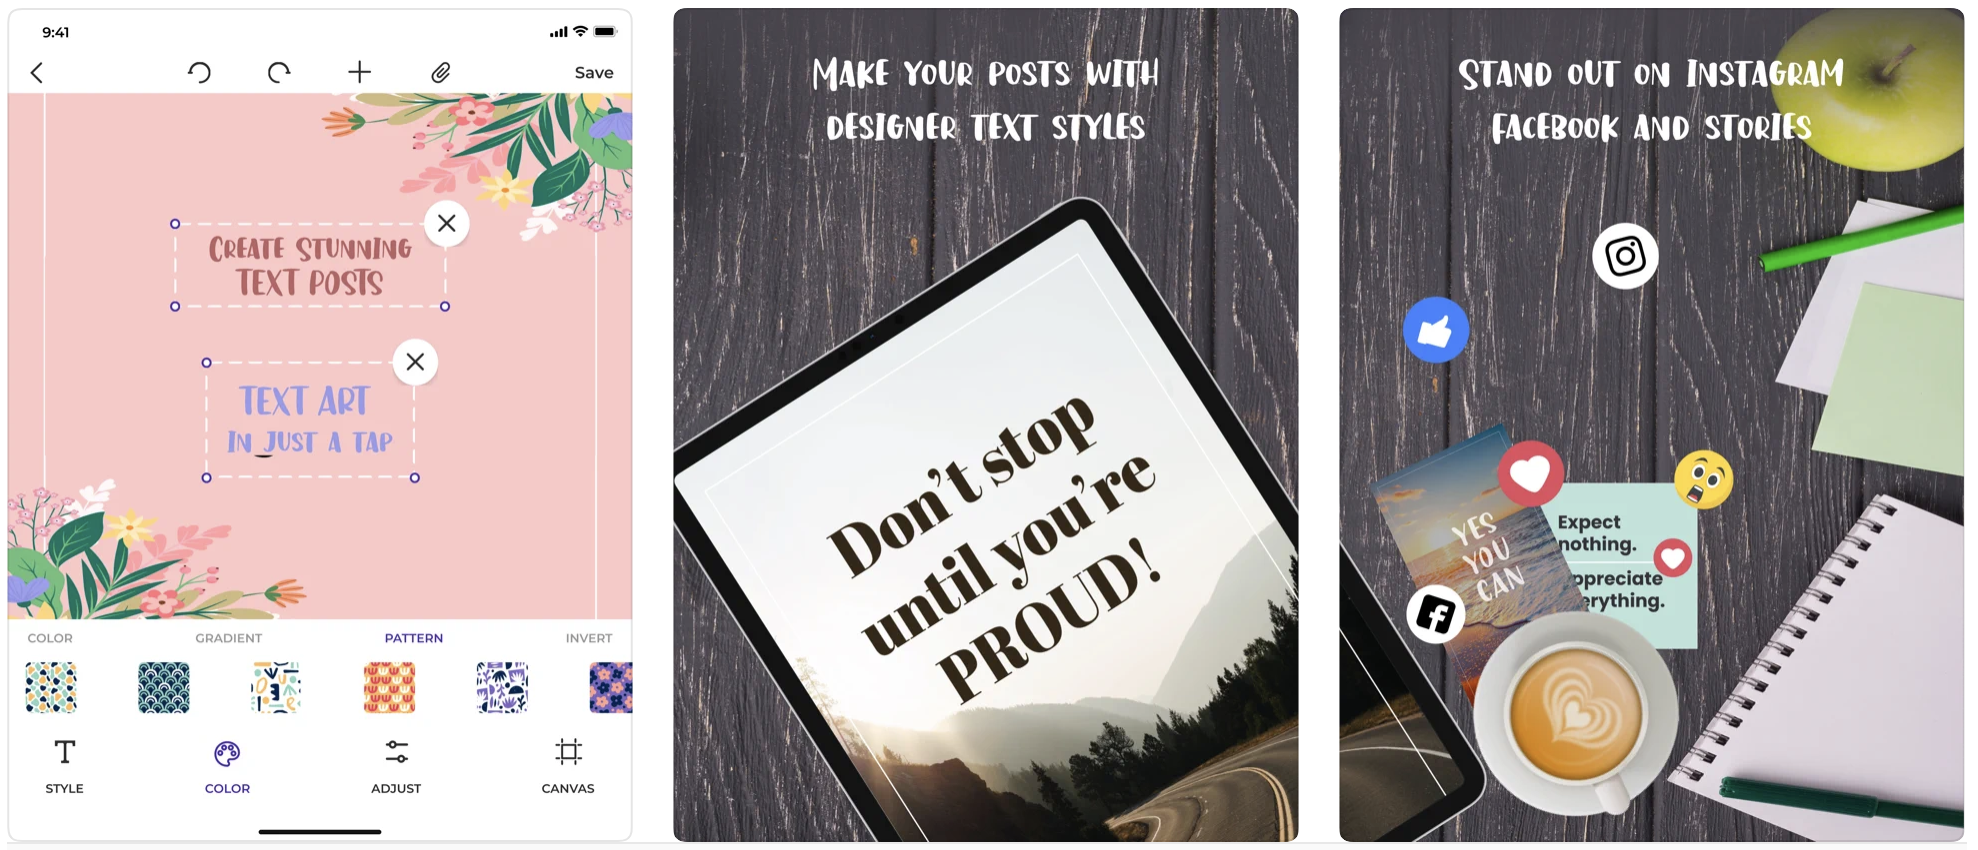 9:41
Save
CREATE STUNNING
TEXT POSTS
TEXT ART
IN JUST A TAP
COLOR
GRADIENT
PATTERN
INVERT
STYLE
COLOR
ADJUST
CANVAS
MAKE YOUR POSTS WITH
DESIGNER TEXT STYLES
Don't stop
until you're
PROUD!
STAND OUT ON INSTAGRAM
FACEBOOK AND STORIES
YES
YOU
CAN
Expect
nothing.
ppreciate
erything.